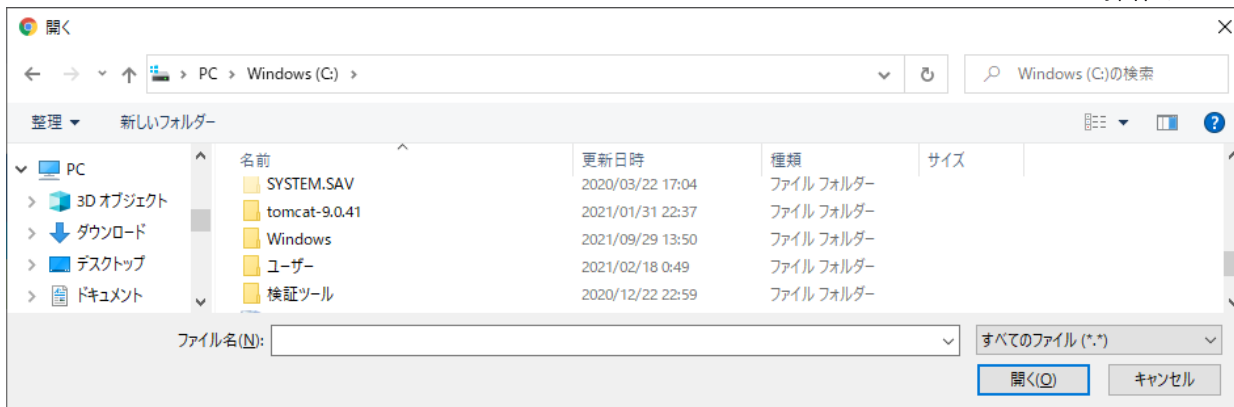 開く
PC > Windows (C:) >
Windows (C:)の検索
整理
新しいフォルダー
名前
更新日時
種類
サイズ
PC
3D オブジェクト
ダウンロード
デスクトップ
ドキュメント
SYSTEM.SAV 2020/03/22 17:04 ファイル フォルダー
tomcat-9.0.41 2021/01/31 22:37 ファイル フォルダー
Windows 2021/09/29 13:50 ファイル フォルダー
ユーザー 2021/02/18 0:49 ファイル フォルダー
検証ツール 2020/12/22 22:59 ファイル フォルダー
ファイル名(N):
すべてのファイル (*.*)
開く(O)
キャンセル